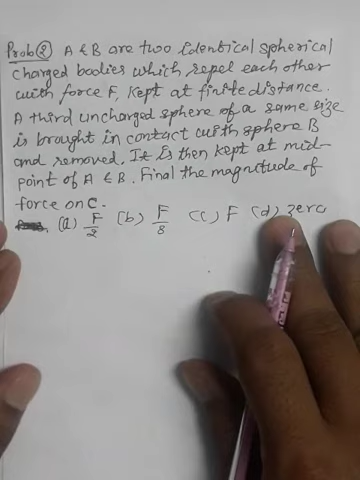 Prob② A & B are two identical spherical
charged bodies which repel each other
with force F, kept at finite distance.
A third uncharged sphere of a same size
is brought in contact with sphere B
and removed. It is then kept at mid-
point of A & B. Final the magnitude of
force on C.
(a) F/2 (b) F/8 (c) F (d) zero